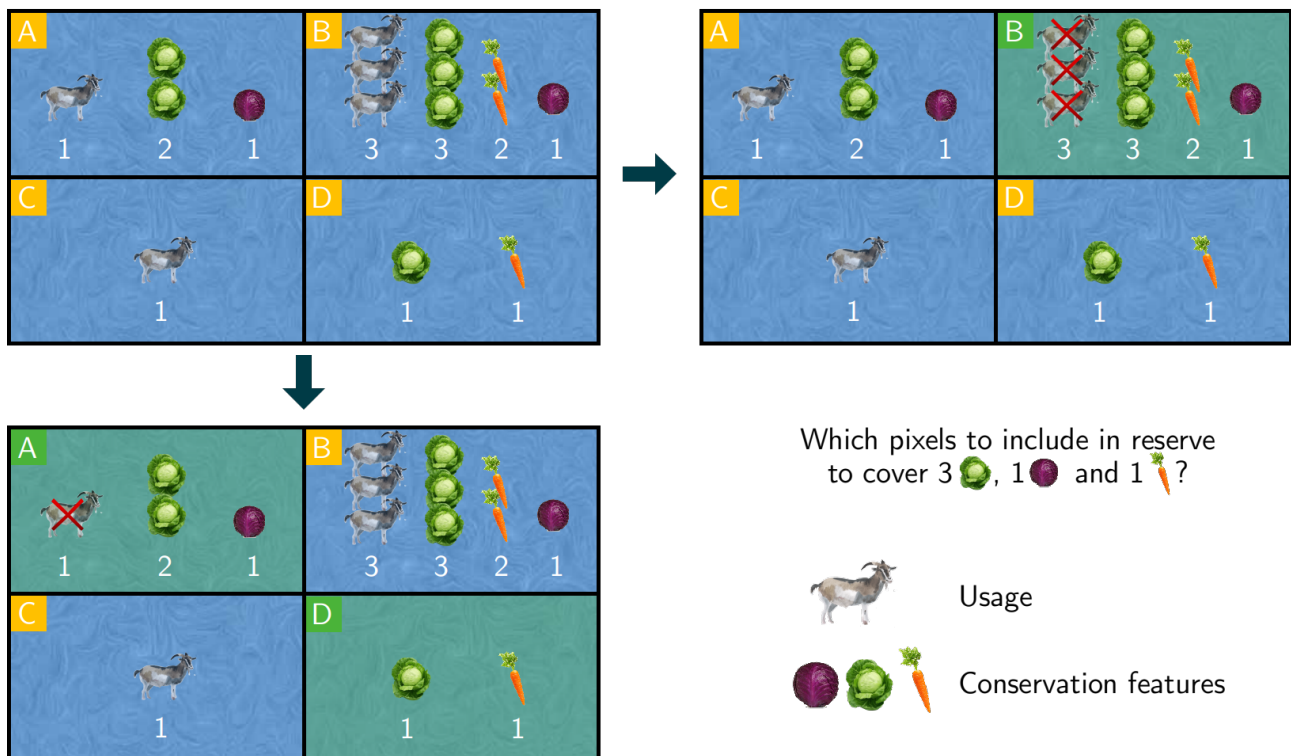 A
B
1 2 1
3 3 2 1
C
D
1
1 1
A
B
1 2 1
3 3 2 1
C
D
1
1 1
A
B
1 2 1
3 3 2 1
C
D
1
1 1
Which pixels to include in reserve
to cover 3 , 1 and 1 ?
Usage
Conservation features